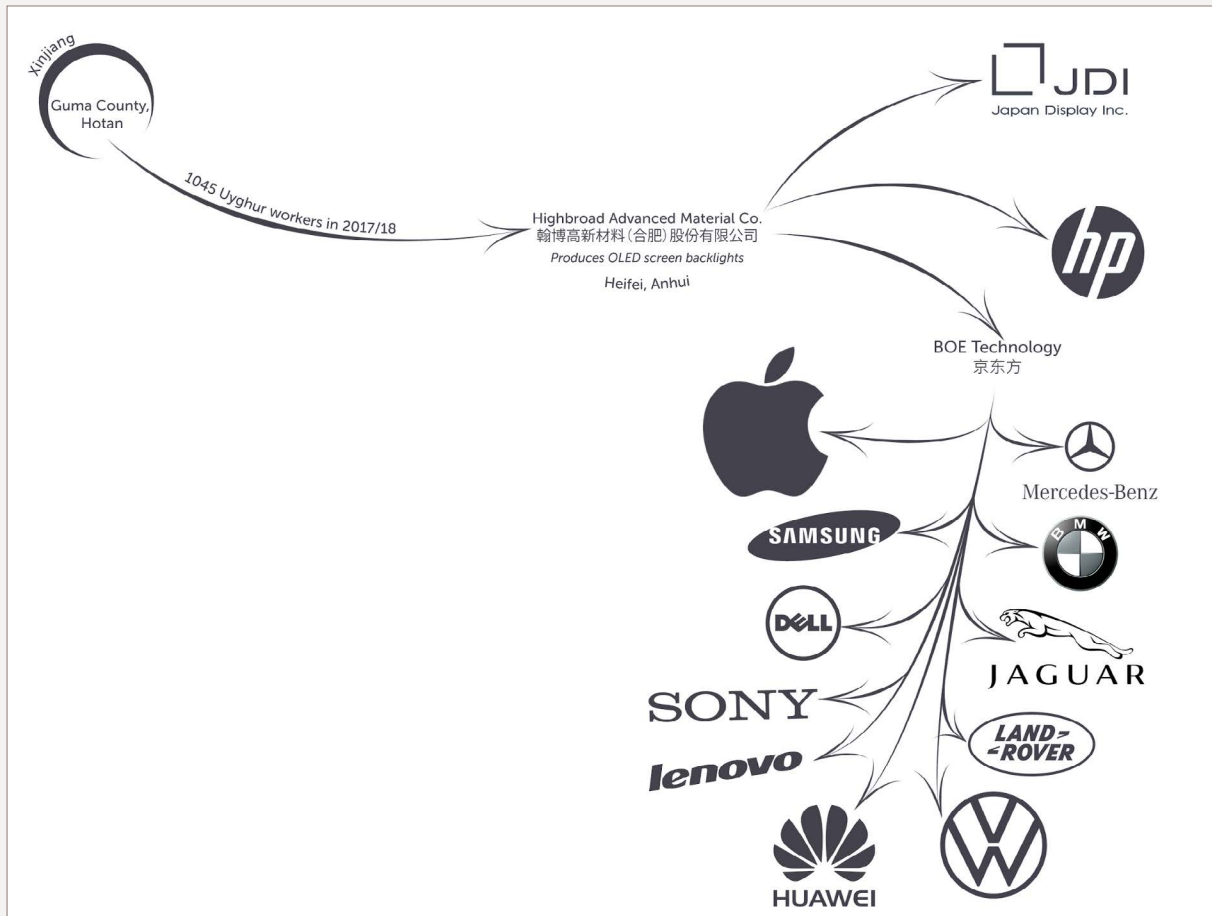 Xinjiang
Guma County,
Hotan
1045 Uyghur workers in 2017/18
Highbroad Advanced Material Co.
翰博高新材料(合肥)股份有限公司
Produces OLED screen backlights
Heifei, Anhui
JDI
Japan Display Inc.
hp
BOE Technology
京东方
Mercedes-Benz
SAMSUNG
BMW
DELL
JAGUAR
SONY
LAND
ROVER
lenovo
HUAWEI
VW